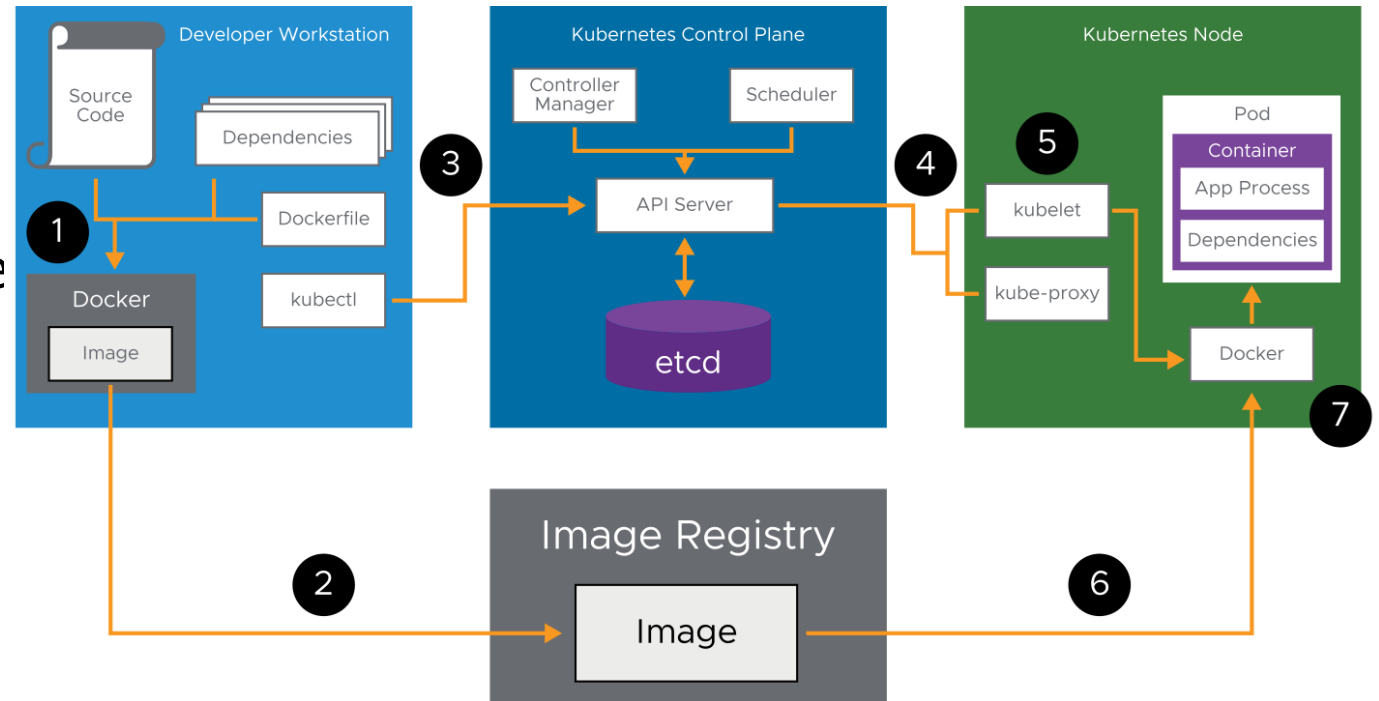 Developer Workstation
Source
Code
Dependencies
1
Dockerfile
Docker
kubectl
Image
3
Kubernetes Control Plane
Controller
Manager
Scheduler
API Server
etcd
4
Kubernetes Node
5
kubelet
kube-proxy
Pod
Container
App Process
Dependencies
Docker
7
2
Image Registry
Image
6